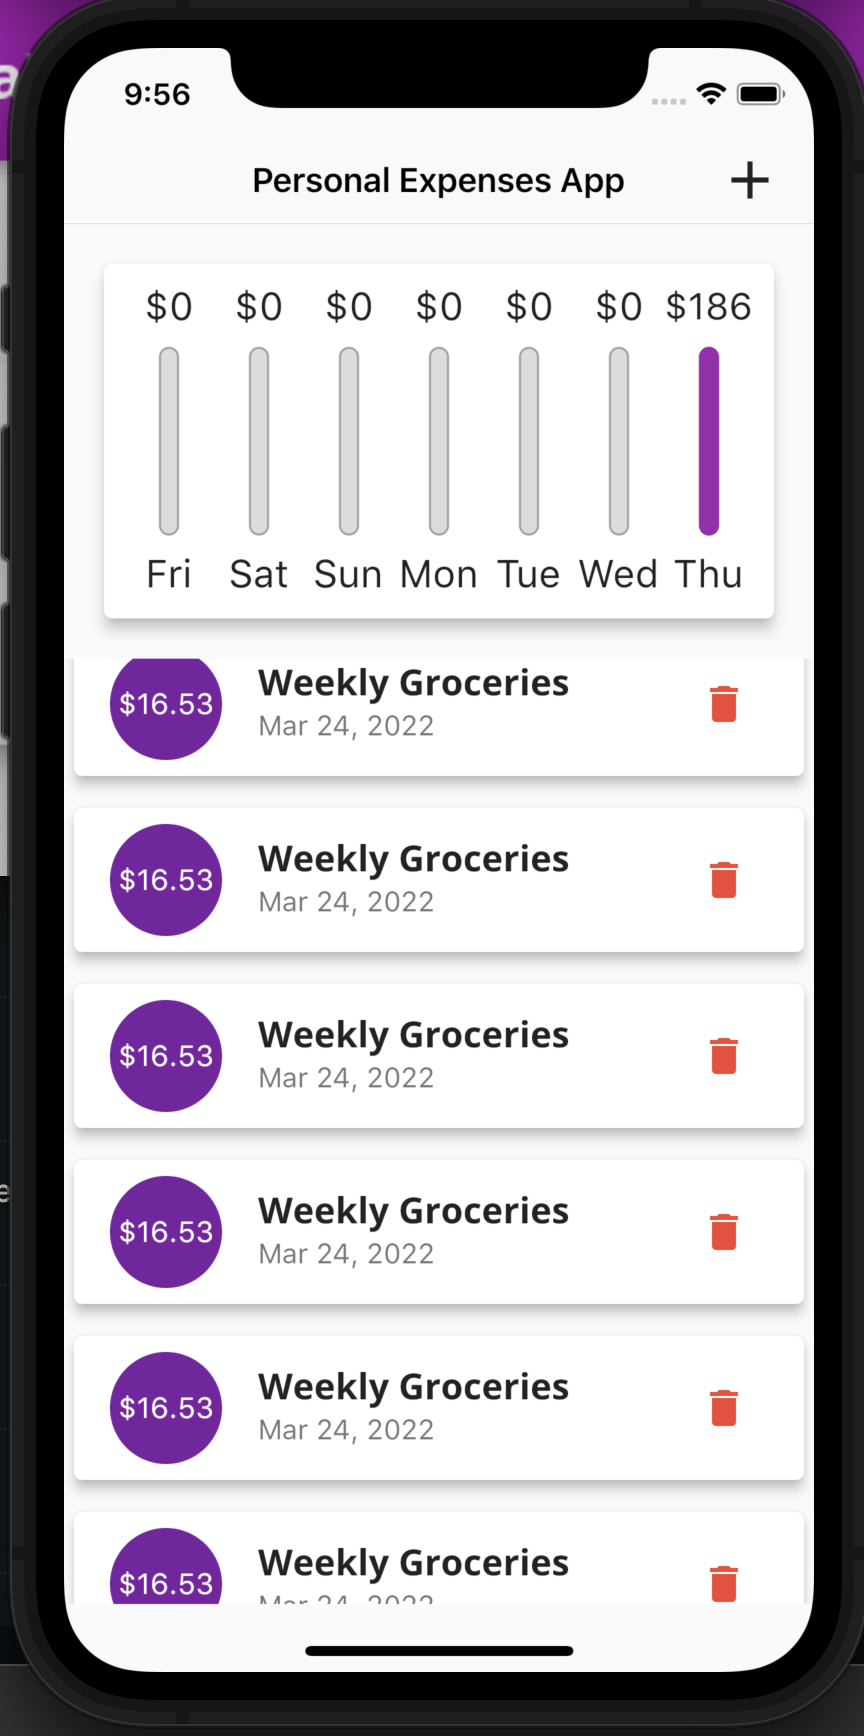 9:56
Personal Expenses App
$0 $0 $0 $0 $0 $0 $186
Fri Sat Sun Mon Tue Wed Thu
$16.53
Weekly Groceries
Mar 24, 2022
$16.53
Weekly Groceries
Mar 24, 2022
$16.53
Weekly Groceries
Mar 24, 2022
$16.53
Weekly Groceries
Mar 24, 2022
$16.53
Weekly Groceries
Mar 24, 2022
$16.53
Weekly Groceries
Mar 24, 2022